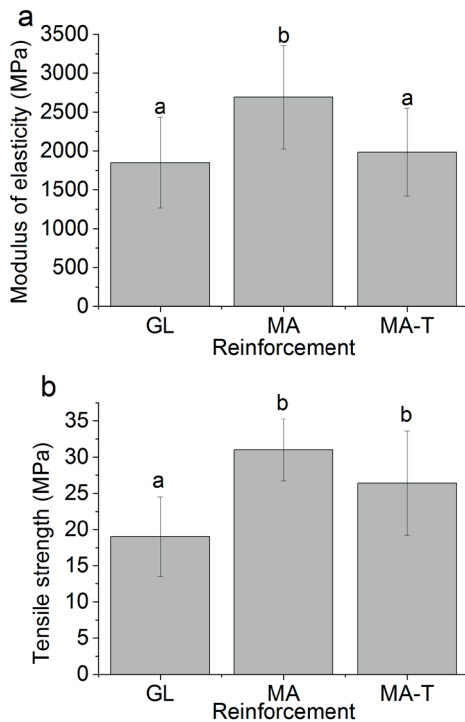 a
Modulus of elasticity (MPa)
3500
3000
2500
2000
1500
1000
500
0
a
b
a
GL MA MA-T
Reinforcement
b
Tensile strength (MPa)
35
30
25
20
15
10
5
0
a
b
b
GL MA MA-T
Reinforcement